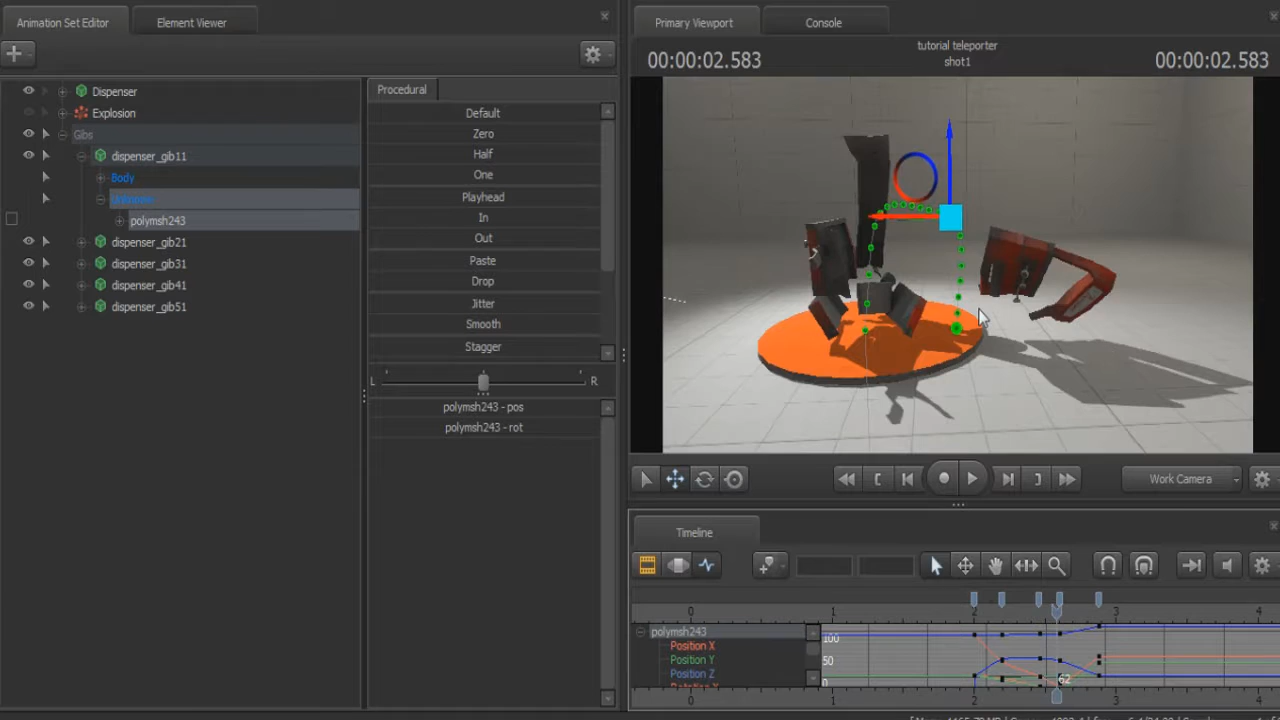 Animation Set Editor
Element Viewer
Dispenser
Explosion
Gibs
dispenser_gib11
Body
Unknown
polymsh243
dispenser_gib21
dispenser_gib31
dispenser_gib41
dispenser_gib51
Procedural
Default
Zero
Half
One
Playhead
In
Out
Paste
Drop
Jitter
Smooth
Stagger
L
R
polymsh243 - pos
polymsh243 - rot
Primary Viewport
Console
00:00:02.583
tutorial teleporter
shot1
00:00:02.583
Work Camera
Timeline
0
1
2
3
4
polymsh243
Position X
Position Y
Position Z
100
50
0
62
0
1
2
3
4